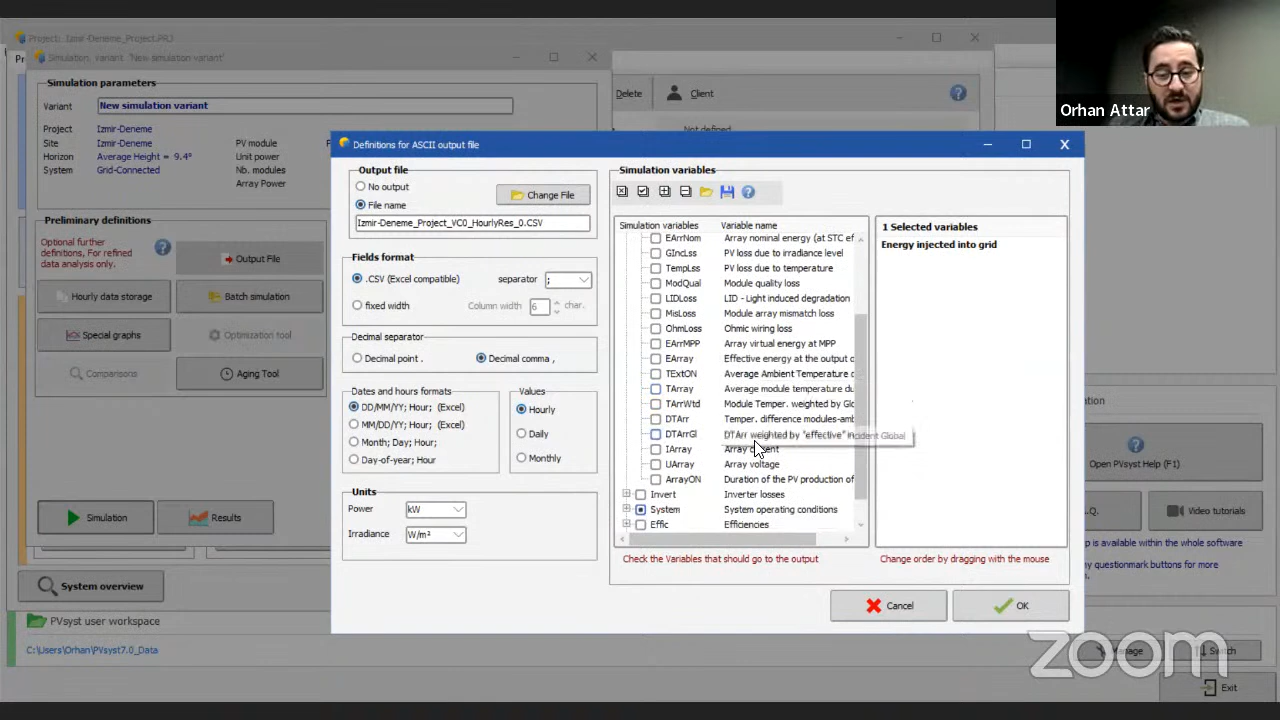 Project: Izmir-Deneme_Project.PRJ
Simulation, variant 'New simulation variant'
Simulation parameters
Variant New simulation variant
Project Izmir-Deneme
Site Izmir-Deneme
Horizon Average Height = 9.4°
System Grid-Connected
PV module
Unit power
Nb. modules
Array Power
Preliminary definitions
Optional further
definitions, For refined
data analysis only.
Output File
Hourly data storage
Batch simulation
Special graphs
Optimization tool
Comparisons
Aging Tool
Simulation
Results
System overview
PVsyst user workspace
C:\Users\Orhan\PVsyst7.0_Data
Delete
Client
Not defined
Orhan Attar
Definitions for ASCII output file
Output file
No output
Change File
File name
Izmir-Deneme_Project_VC0_HourlyRes_0.CSV
Fields format
.CSV (Excel compatible) separator ;
fixed width Column width 6 char.
Decimal separator
Decimal point . Decimal comma ,
Dates and hours formats
DD/MM/YY; Hour; (Excel)
MM/DD/YY; Hour; (Excel)
Month; Day; Hour;
Day-of-year; Hour
Values
Hourly
Daily
Monthly
Units
Power kW
Irradiance W/m²
Simulation variables
Simulation variables Variable name
EArrNom Array nominal energy (at STC ef
GIncLss PV loss due to irradiance level
TempLss PV loss due to temperature
ModQual Module quality loss
LIDLoss LID - Light induced degradation
MisLoss Module array mismatch loss
OhmLoss Ohmic wiring loss
EArrMPP Array virtual energy at MPP
EArray Effective energy at the output o
TExtON Average Ambient Temperature d
TArray Average module temperature du
TArrWtd Module Temper. weighted by Glo
DTArr Temper. difference modules-amb
DTArrGl DTArr weighted by "effective" incident Global
IArray Array current
UArray Array voltage
ArrayON Duration of the PV production of
Invert Inverter losses
System System operating conditions
Effic Efficiencies
Check the Variables that should go to the output
1 Selected variables
Energy injected into grid
Change order by dragging with the mouse
Cancel
OK
Open PVsyst Help (F1)
Video tutorials
is available within the whole software
questionmark buttons for more
Manage
Switch
Exit
zoom